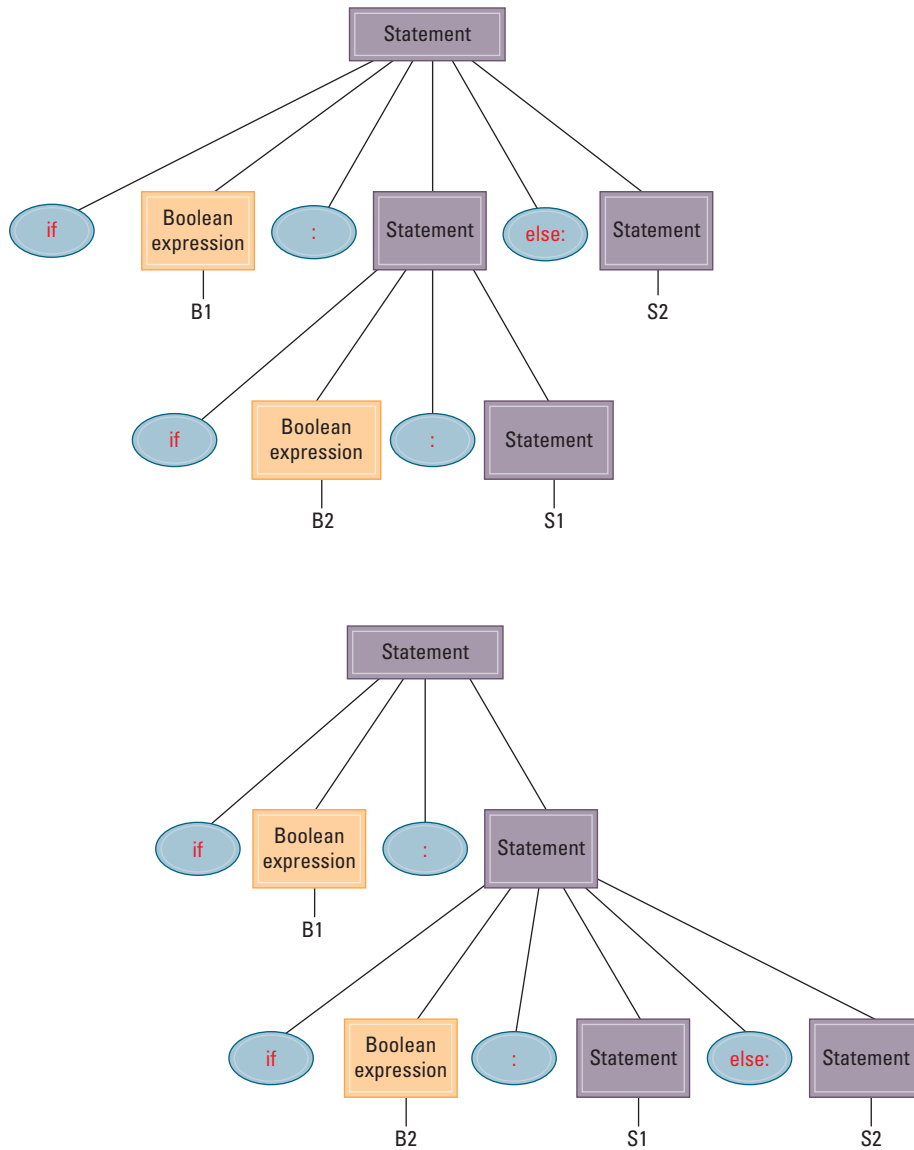 Statement
if
Boolean
expression
:
Statement
else:
Statement
B1
S2
if
Boolean
expression
:
Statement
B2
S1
Statement
if
Boolean
expression
:
Statement
B1
if
Boolean
expression
:
Statement
else:
Statement
B2
S1
S2